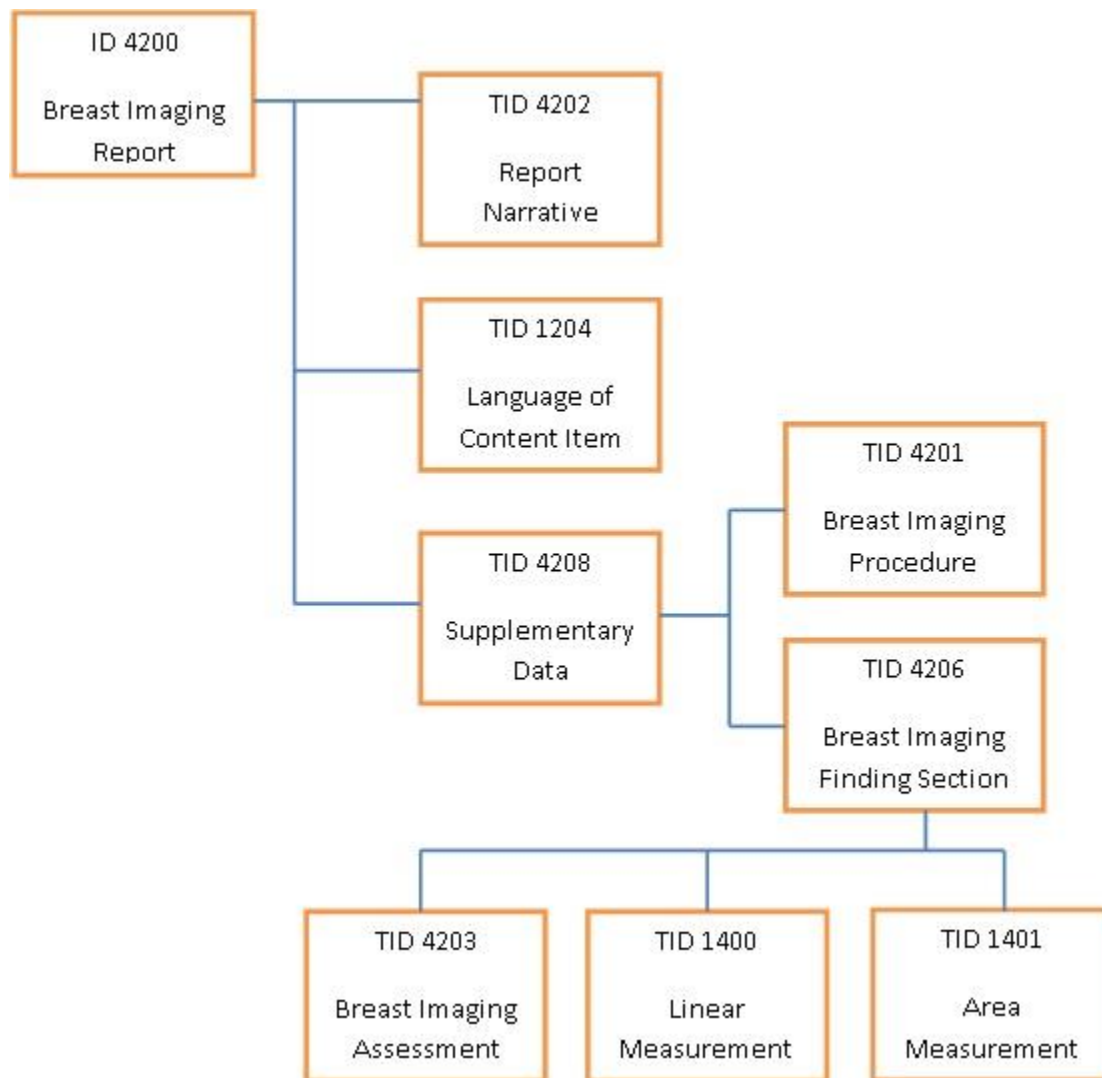 ID 4200
Breast Imaging
Report
TID 4202
Report
Narrative
TID 1204
Language of
Content Item
TID 4208
Supplementary
Data
TID 4201
Breast Imaging
Procedure
TID 4206
Breast Imaging
Finding Section
TID 4203
Breast Imaging
Assessment
TID 1400
Linear
Measurement
TID 1401
Area
Measurement